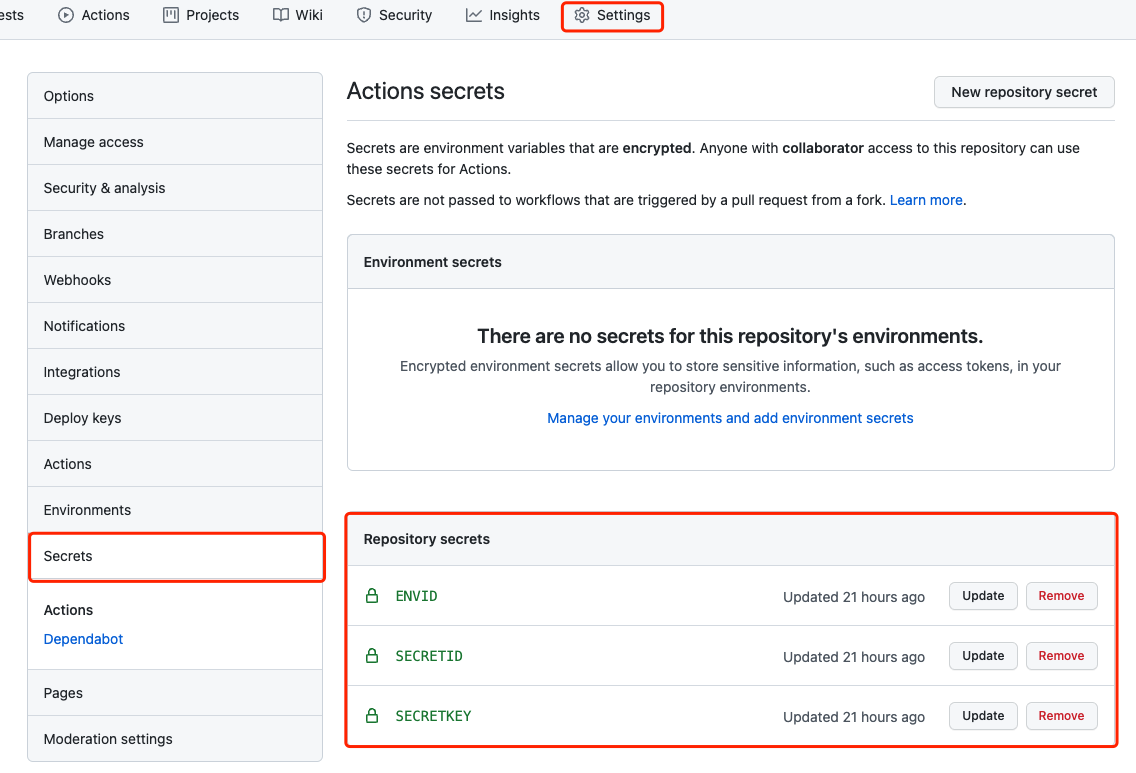 ests Actions Projects Wiki Security Insights Settings
Options
Manage access
Security & analysis
Branches
Webhooks
Notifications
Integrations
Deploy keys
Actions
Environments
Secrets
Actions
Dependabot
Pages
Moderation settings
Actions secrets
New repository secret
Secrets are environment variables that are encrypted. Anyone with collaborator access to this repository can use
these secrets for Actions.
Secrets are not passed to workflows that are triggered by a pull request from a fork. Learn more.
Environment secrets
There are no secrets for this repository's environments.
Encrypted environment secrets allow you to store sensitive information, such as access tokens, in your
repository environments.
Manage your environments and add environment secrets
Repository secrets
ENVID Updated 21 hours ago Update Remove
SECRETID Updated 21 hours ago Update Remove
SECRETKEY Updated 21 hours ago Update Remove